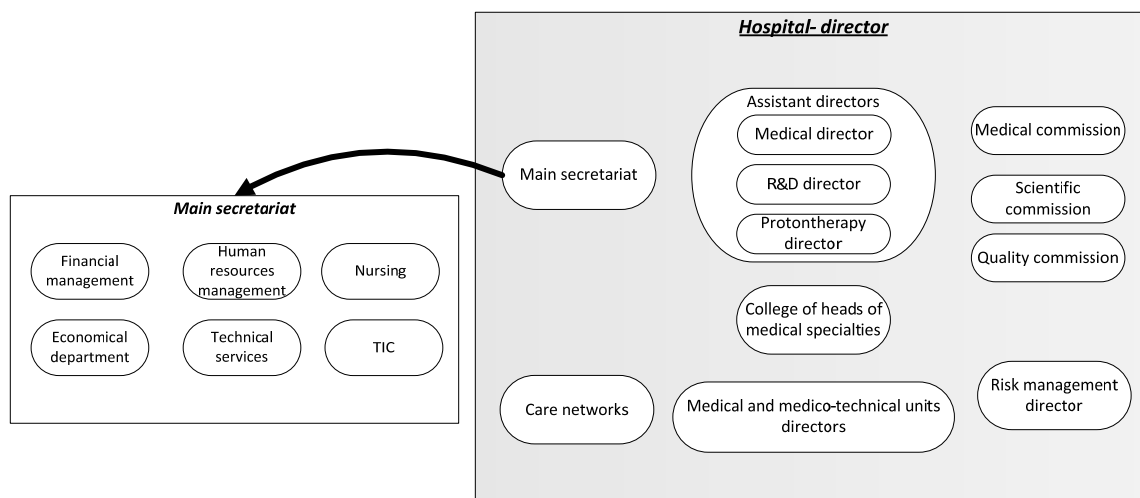 Hospital- director
Assistant directors
Medical director
R&D director
Protontherapy
director
Main secretariat
Medical commission
Scientific
commission
Quality commission
College of heads of
medical specialties
Care networks
Medical and medico-technical units
directors
Risk management
director
Main secretariat
Financial
management
Human
resources
management
Nursing
Economical
department
Technical
services
TIC